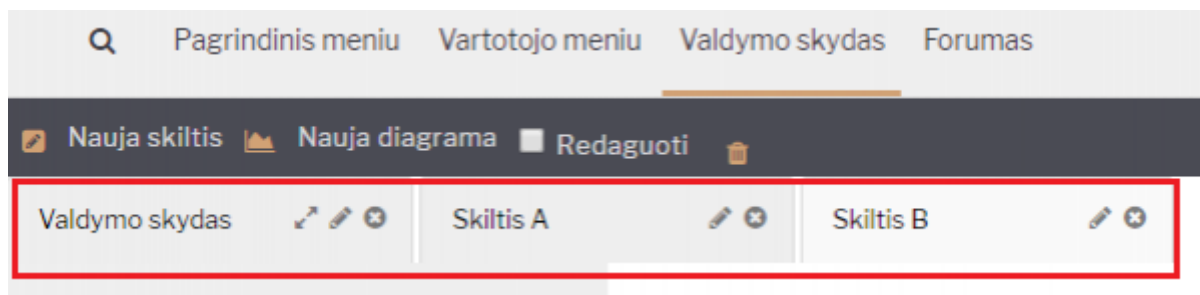 Pagrindinis meniu Vartotojo meniu Valdymo skydas Forumas
Nauja skiltis Nauja diagrama Redaguoti
Valdymo skydas Skiltis A Skiltis B